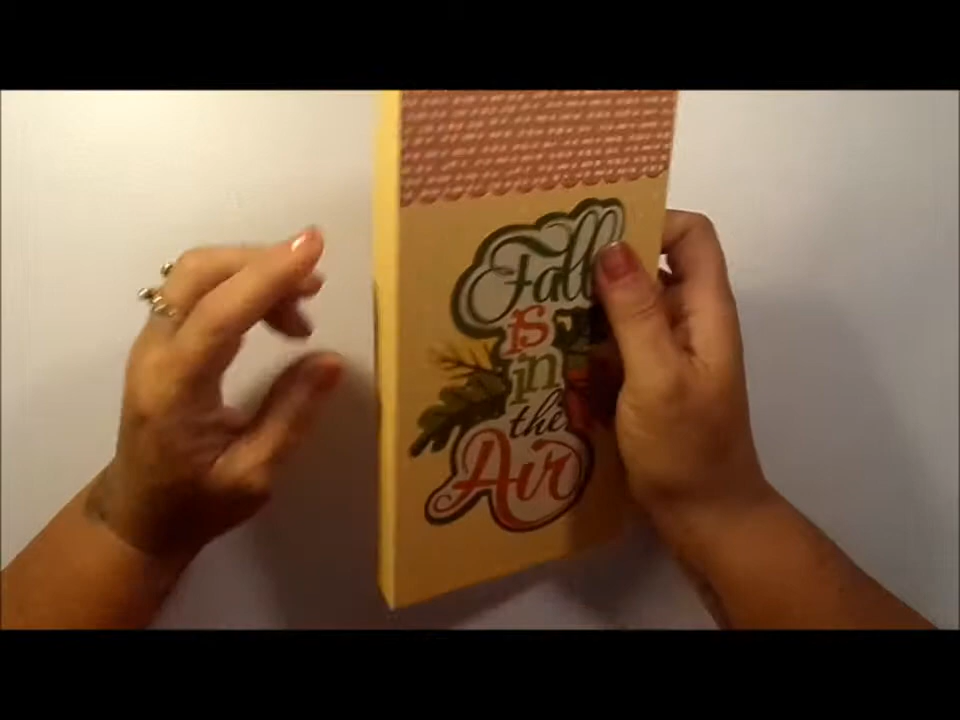 Fall
is
in
the
Air